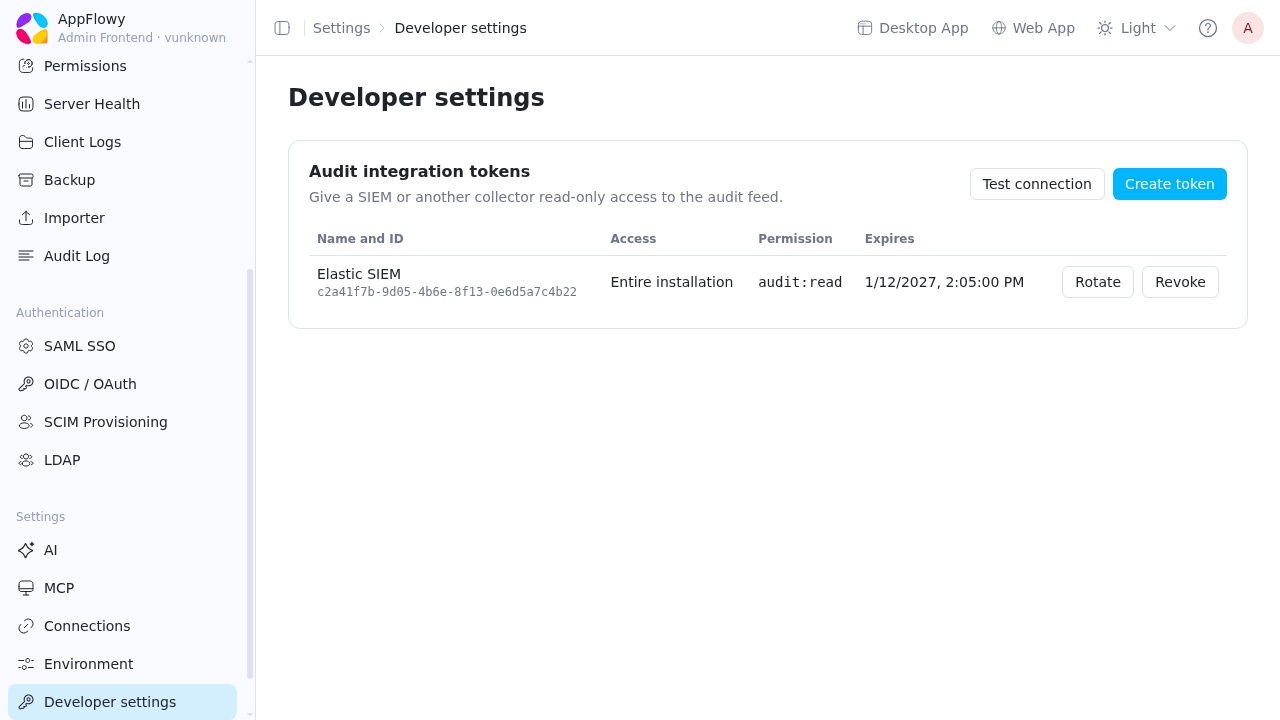 AppFlowy
Admin Frontend · vunknown
Permissions
Server Health
Client Logs
Backup
Importer
Audit Log
Authentication
SAML SSO
OIDC / OAuth
SCIM Provisioning
LDAP
Settings
AI
MCP
Connections
Environment
Developer settings
Settings
Developer settings
Desktop App
Web App
Light
A
Developer settings
Audit integration tokens
Give a SIEM or another collector read-only access to the audit feed.
Test connection
Create token
Name and ID Access Permission Expires
Elastic SIEM
c2a41f7b-9d05-4b6e-8f13-0e6d5a7c4b22
Entire installation
audit:read
1/12/2027, 2:05:00 PM
Rotate
Revoke